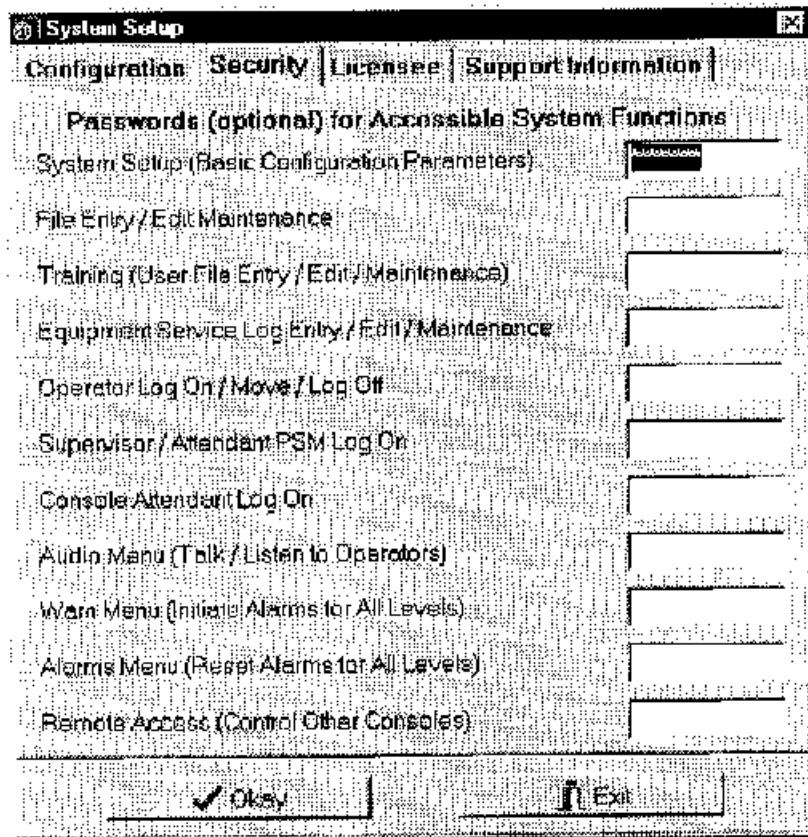 System Setup
Configuration Security Licensee Support Information
Passwords (optional) for Accessible System Functions
System Setup (Basic Configuration Parameters)
File Entry / Edit Maintenance
Training (User File Entry / Edit / Maintenance)
Equipment Service Log Entry / Edit / Maintenance
Operator Log On / Move / Log Off
Supervisor / Attendant PSM Log On
Console Attendant Log On
Audio Menu (Talk / Listen to Operators)
Warn Menu (Initiate Alarms for All Levels)
Alarms Menu (Reset Alarms for All Levels)
Remote Access (Control Other Consoles)
Okay Exit